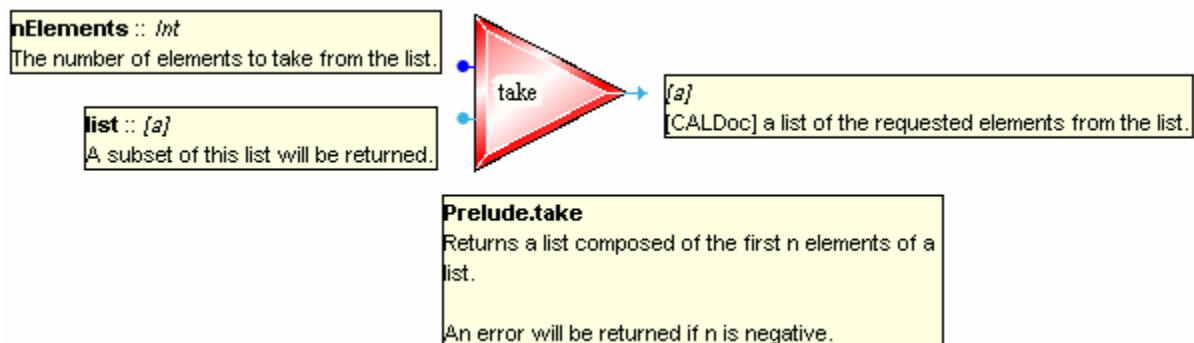 nElements :: Int
The number of elements to take from the list.
take
list :: [a]
A subset of this list will be returned.
[a]
[CALDoc] a list of the requested elements from the list.
Prelude.take
Returns a list composed of the first n elements of a
list.
An error will be returned if n is negative.